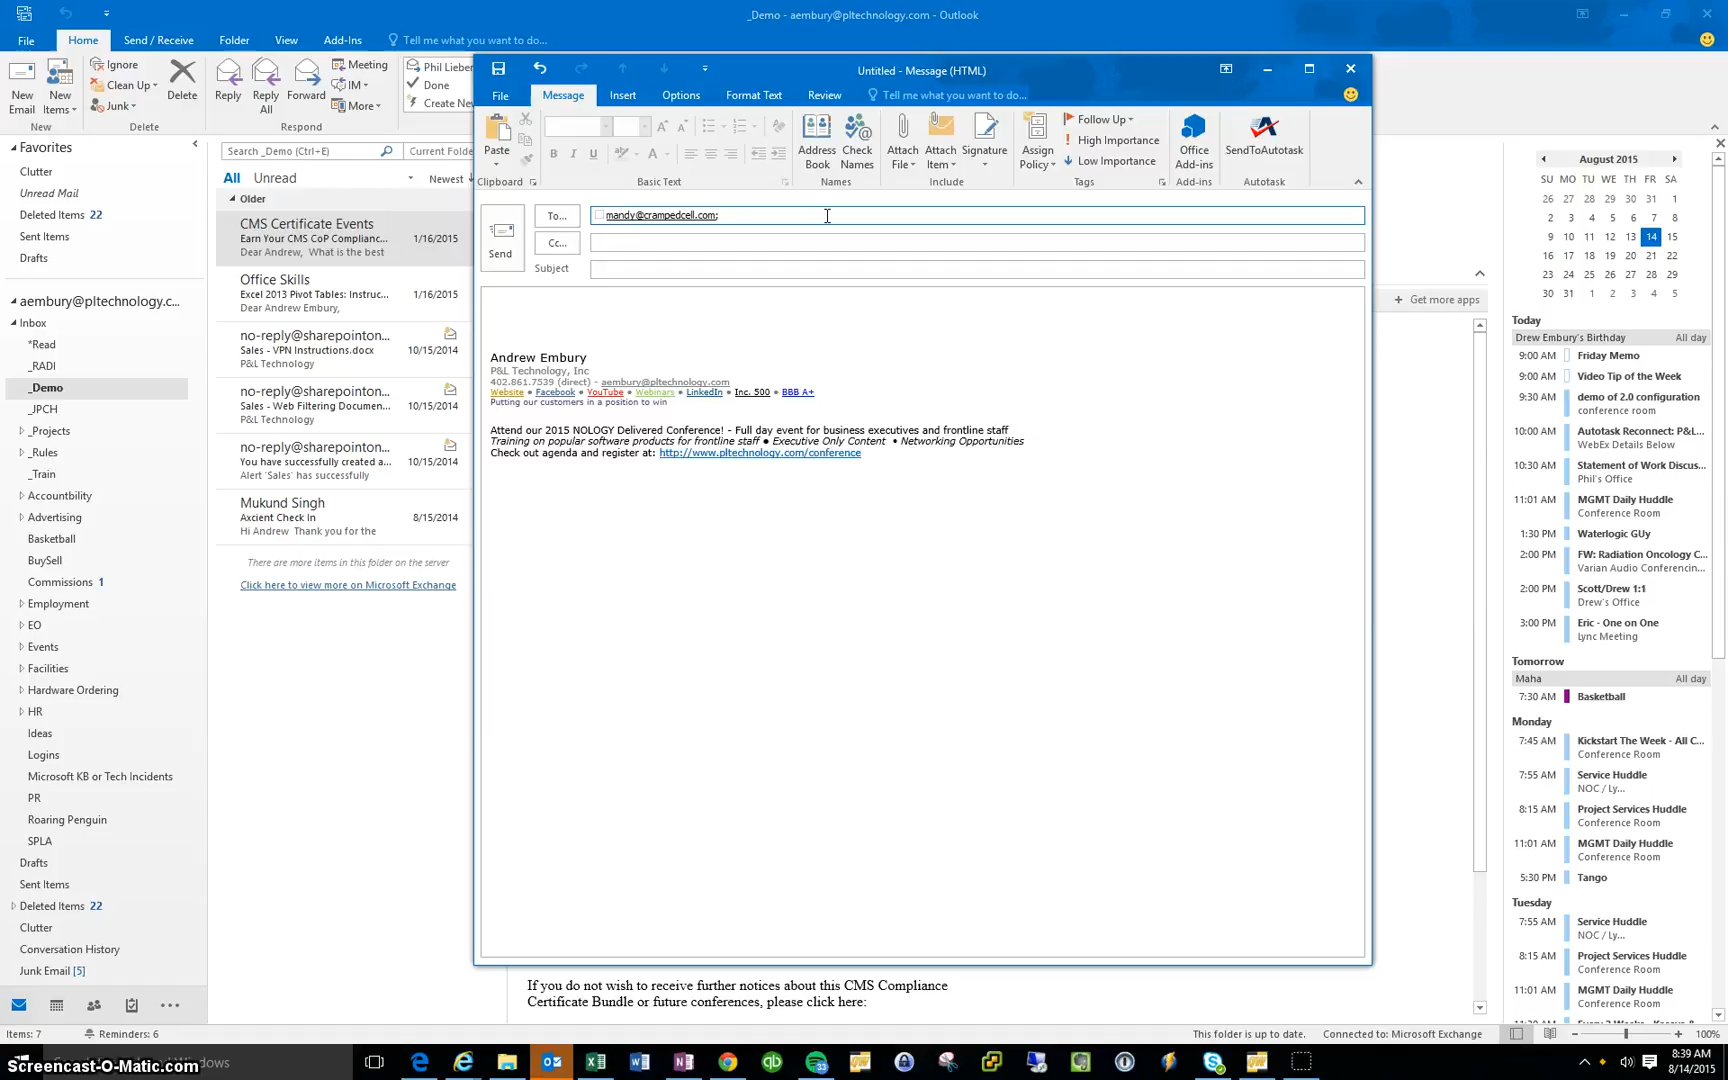 _Demo - aembury@pltechnology.com - Outlook
File Home Send / Receive Folder View Add-Ins Tell me what you want to do...
Ignore
Clean Up
Junk
Delete
New Email
New Items
Reply
Reply All
Forward
Meeting
IM
More
Phil Lieber
Done
Create New
New Delete Respond
Favorites
Clutter
Unread Mail
Deleted Items 22
Sent Items
Drafts
aembury@pltechnology.c...
Inbox
*Read
_RADI
_Demo
_JPCH
_Projects
_Rules
_Train
Accountbility
Advertising
Basketball
BuySell
Commissions 1
Employment
EO
Events
Facilities
Hardware Ordering
HR
Ideas
Logins
Microsoft KB or Tech Incidents
PR
Roaring Penguin
SPLA
Drafts
Sent Items
Deleted Items 22
Clutter
Conversation History
Junk Email [5]
Search _Demo (Ctrl+E) Current Folde
All Unread Newest
Older
CMS Certificate Events
Earn Your CMS CoP Complianc... 1/16/2015
Dear Andrew, What is the best
Office Skills
Excel 2013 Pivot Tables: Instruc... 1/16/2015
Dear Andrew Embury,
no-reply@sharepointon...
Sales - VPN Instructions.docx 10/15/2014
P&L Technology
no-reply@sharepointon...
Sales - Web Filtering Documen... 10/15/2014
P&L Technology
no-reply@sharepointon...
You have successfully created a... 10/15/2014
Alert 'Sales' has successfully
Mukund Singh
Axcient Check In 8/15/2014
Hi Andrew Thank you for the
There are more items in this folder on the server
Click here to view more on Microsoft Exchange
Untitled - Message (HTML)
File Message Insert Options Format Text Review Tell me what you want to do...
Paste
B I U
A A
A
Address Book
Check Names
Attach File
Attach Item
Signature
Assign Policy
Follow Up
High Importance
Low Importance
Office Add-ins
SendToAutotask
Clipboard Basic Text Names Include Tags Add-ins Autotask
Send
To... mandy@crampedcell.com;
Cc...
Subject
Andrew Embury
P&L Technology, Inc
402.861.7539 (direct) - aembury@pltechnology.com
Website • Facebook • YouTube • Webinars • LinkedIn • Inc. 500 • BBB A+
Putting our customers in a position to win
Attend our 2015 NOLOGY Delivered Conference! - Full day event for business executives and frontline staff
Training on popular software products for frontline staff • Executive Only Content • Networking Opportunities
Check out agenda and register at: http://www.pltechnology.com/conference
+ Get more apps
If you do not wish to receive further notices about this CMS Compliance
Certificate Bundle or future conferences, please click here:
August 2015
SU MO TU WE TH FR SA
26 27 28 29 30 31 1
2 3 4 5 6 7 8
9 10 11 12 13 14 15
16 17 18 19 20 21 22
23 24 25 26 27 28 29
30 31 1 2 3 4 5
Today
Drew Embury's Birthday All day
9:00 AM Friday Memo
9:00 AM Video Tip of the Week
9:30 AM demo of 2.0 configuration
conference room
10:00 AM Autotask Reconnect: P&L...
WebEx Details Below
10:30 AM Statement of Work Discus...
Phil's Office
11:01 AM MGMT Daily Huddle
Conference Room
1:30 PM Waterlogic GUy
2:00 PM FW: Radiation Oncology C...
Varian Audio Conferencin...
2:00 PM Scott/Drew 1:1
Drew's Office
3:00 PM Eric - One on One
Lync Meeting
Tomorrow
Maha All day
7:30 AM Basketball
Monday
7:45 AM Kickstart The Week - All C...
Conference Room
7:55 AM Service Huddle
NOC / Ly...
8:15 AM Project Services Huddle
Conference Room
11:01 AM MGMT Daily Huddle
Conference Room
5:30 PM Tango
Tuesday
7:55 AM Service Huddle
NOC / Ly...
8:15 AM Project Services Huddle
Conference Room
11:01 AM MGMT Daily Huddle
Conference Room
Items: 7 Reminders: 6 This folder is up to date. Connected to: Microsoft Exchange 100%
Screencast-O-Matic.com
Windows
33
8:39 AM
8/14/2015